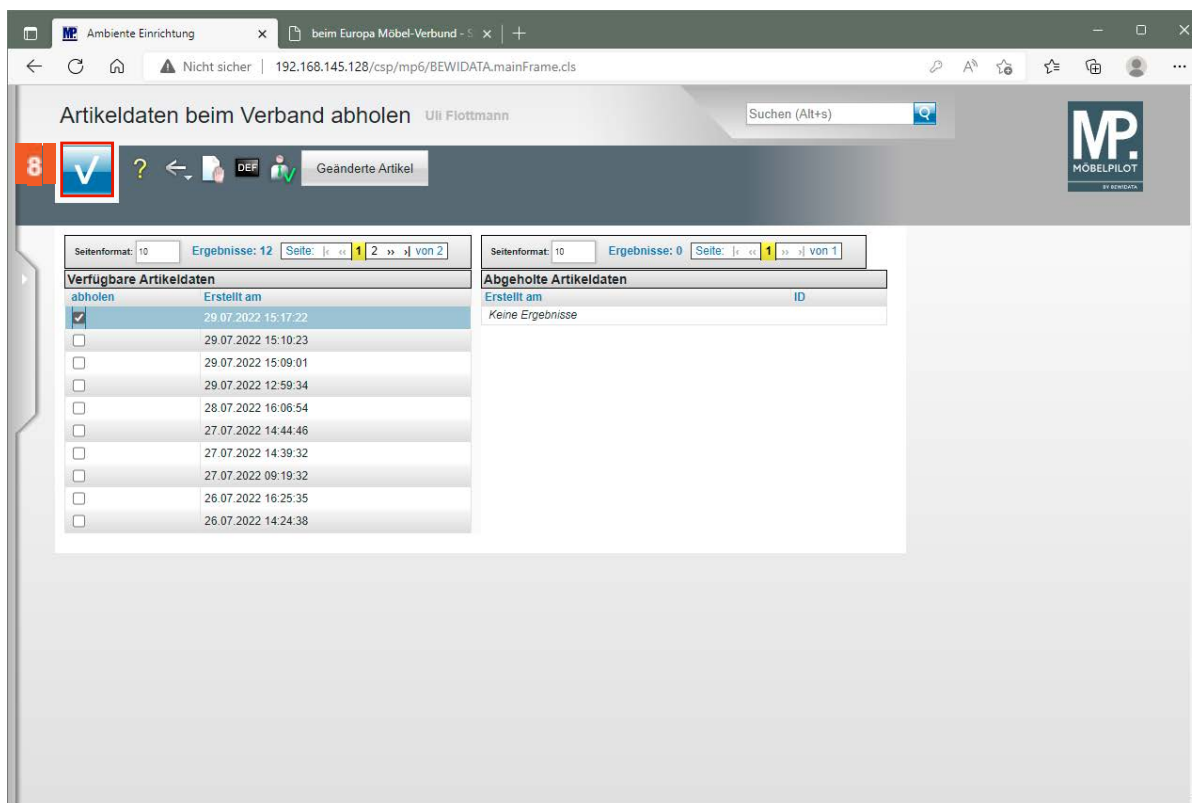 MP. Ambiente Einrichtung
beim Europa Möbel-Verbund - S
Nicht sicher | 192.168.145.128/csp/mp6/BEWIDATA.mainFrame.cls
Artikeldaten beim Verband abholen Uli Flottmann
Suchen (Alt+s)
MP.
MÖBELPILOT
BY BEWIDATA
8
? DEF Geänderte Artikel
Seitenformat: 10 Ergebnisse: 12 Seite: |‹ ‹‹ 1 2 ›› ›| von 2
Verfügbare Artikeldaten
abholen Erstellt am
29.07.2022 15:17:22
29.07.2022 15:10:23
29.07.2022 15:09:01
29.07.2022 12:59:34
28.07.2022 16:06:54
27.07.2022 14:44:46
27.07.2022 14:39:32
27.07.2022 09:19:32
26.07.2022 16:25:35
26.07.2022 14:24:38
Seitenformat: 10 Ergebnisse: 0 Seite: |‹ ‹‹ 1 ›› ›| von 1
Abgeholte Artikeldaten
Erstellt am ID
Keine Ergebnisse